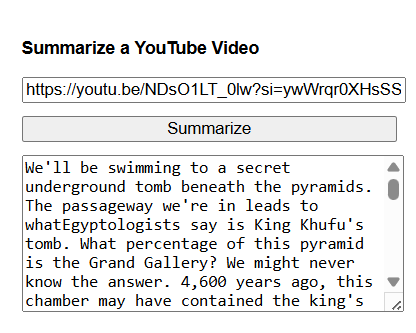 Summarize a YouTube Video
https://youtu.be/NDsO1LT_0lw?si=ywWrqr0XHsSS
Summarize
We'll be swimming to a secret
underground tomb beneath the pyramids.
The passageway we're in leads to
whatEgyptologists say is King Khufu's
tomb. What percentage of this pyramid
is the Grand Gallery? We might never
know the answer. 4,600 years ago, this
chamber may have contained the king's